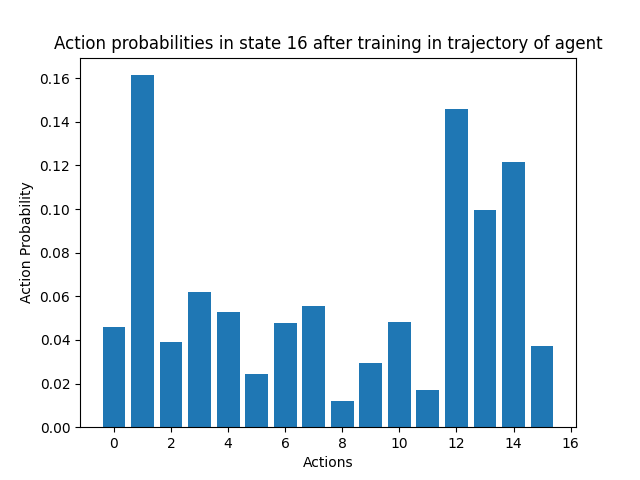 Action probabilities in state 16 after training in trajectory of agent
0.16
0.14
0.12
0.10
0.08
0.06
0.04
0.02
0.00
Action Probability
0 2 4 6 8 10 12 14 16
Actions